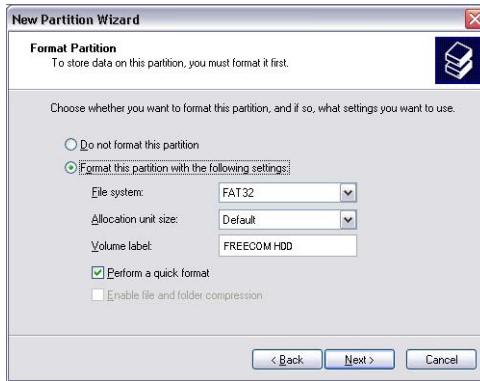 New Partition Wizard
Format Partition
To store data on this partition, you must format it first.
Choose whether you want to format this partition, and if so, what settings you want to use.
Do not format this partition
Format this partition with the following settings:
File system:
FAT32
Allocation unit size:
Default
Volume label:
FREECOM HDD
Perform a quick format
Enable file and folder compression
< Back
Next >
Cancel